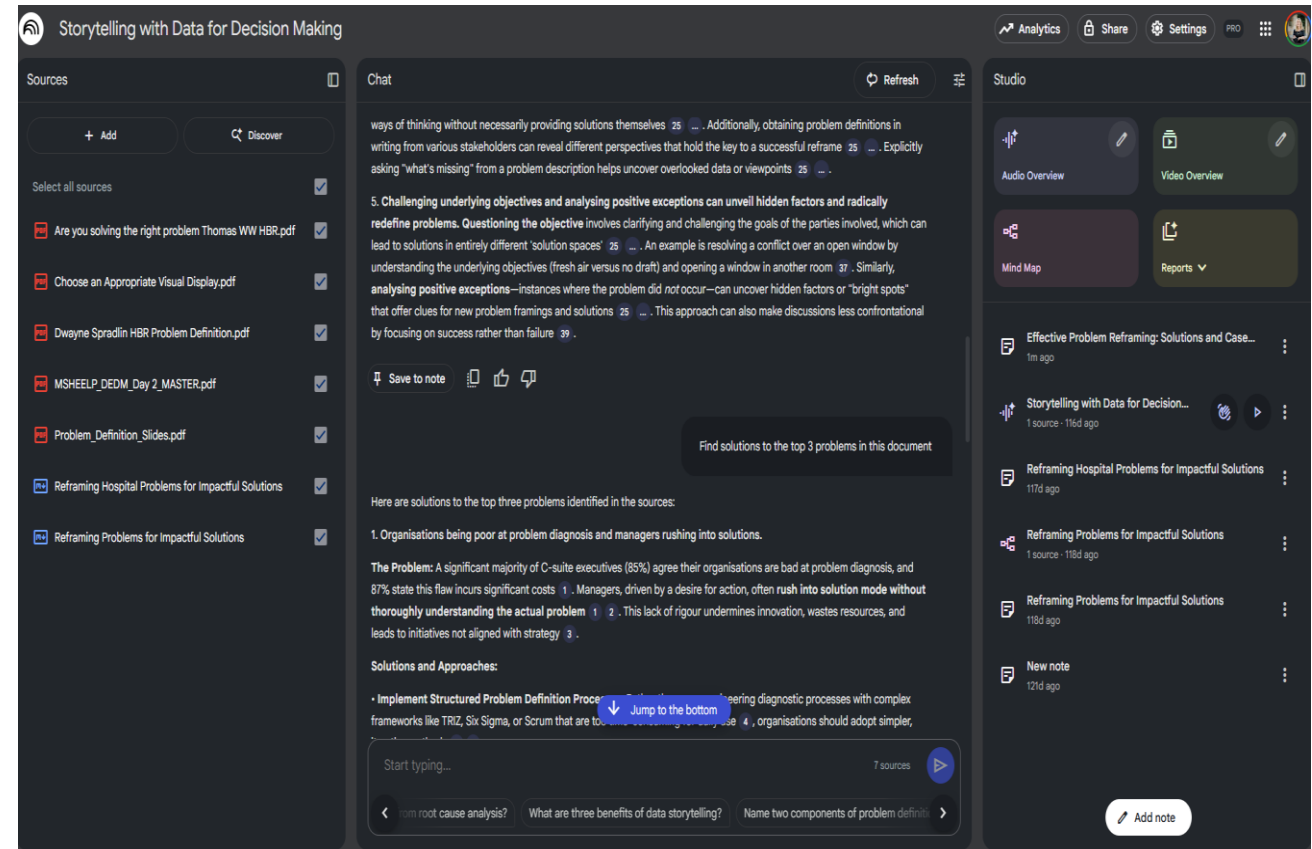 Storytelling with Data for Decision Making
Analytics
Share
Settings
PRO
Sources
+ Add
Discover
Select all sources
Are you solving the right problem Thomas WW HBR.pdf
Choose an Appropriate Visual Display.pdf
Dwayne Spradlin HBR Problem Definition.pdf
MSHEELP_DEDM_Day 2_MASTER.pdf
Problem_Definition_Slides.pdf
Reframing Hospital Problems for Impactful Solutions
Reframing Problems for Impactful Solutions
Chat
Refresh
ways of thinking without necessarily providing solutions themselves 25 ... . Additionally, obtaining problem definitions in
writing from various stakeholders can reveal different perspectives that hold the key to a successful reframe 25 ... . Explicitly
asking "what's missing" from a problem description helps uncover overlooked data or viewpoints 25 ... .
5. Challenging underlying objectives and analysing positive exceptions can unveil hidden factors and radically
redefine problems. Questioning the objective involves clarifying and challenging the goals of the parties involved, which can
lead to solutions in entirely different 'solution spaces' 25 ... . An example is resolving a conflict over an open window by
understanding the underlying objectives (fresh air versus no draft) and opening a window in another room 37 . Similarly,
analysing positive exceptions—instances where the problem did not occur—can uncover hidden factors or "bright spots"
that offer clues for new problem framings and solutions 25 ... . This approach can also make discussions less confrontational
by focusing on success rather than failure 39 .
Save to note
Find solutions to the top 3 problems in this document
Here are solutions to the top three problems identified in the sources:
1. Organisations being poor at problem diagnosis and managers rushing into solutions.
The Problem: A significant majority of C-suite executives (85%) agree their organisations are bad at problem diagnosis, and
87% state this flaw incurs significant costs 1 . Managers, driven by a desire for action, often rush into solution mode without
thoroughly understanding the actual problem 1 2 . This lack of rigour undermines innovation, wastes resources, and
leads to initiatives not aligned with strategy 3 .
Solutions and Approaches:
• Implement Structured Problem Definition diagnostic processes with complex
Jump to the bottom
frameworks like TRIZ, Six Sigma, or Scrum that are 4 , organisations should adopt simpler,
Start typing...
7 sources
root cause analysis?
What are three benefits of data storytelling?
Name two components of problem
Studio
Audio Overview
Video Overview
Mind Map
Reports
Effective Problem Reframing: Solutions and Case...
1m ago
Storytelling with Data for Decision...
1 source · 116d ago
Reframing Hospital Problems for Impactful Solutions
117d ago
Reframing Problems for Impactful Solutions
1 source · 118d ago
Reframing Problems for Impactful Solutions
118d ago
New note
121d ago
Add note